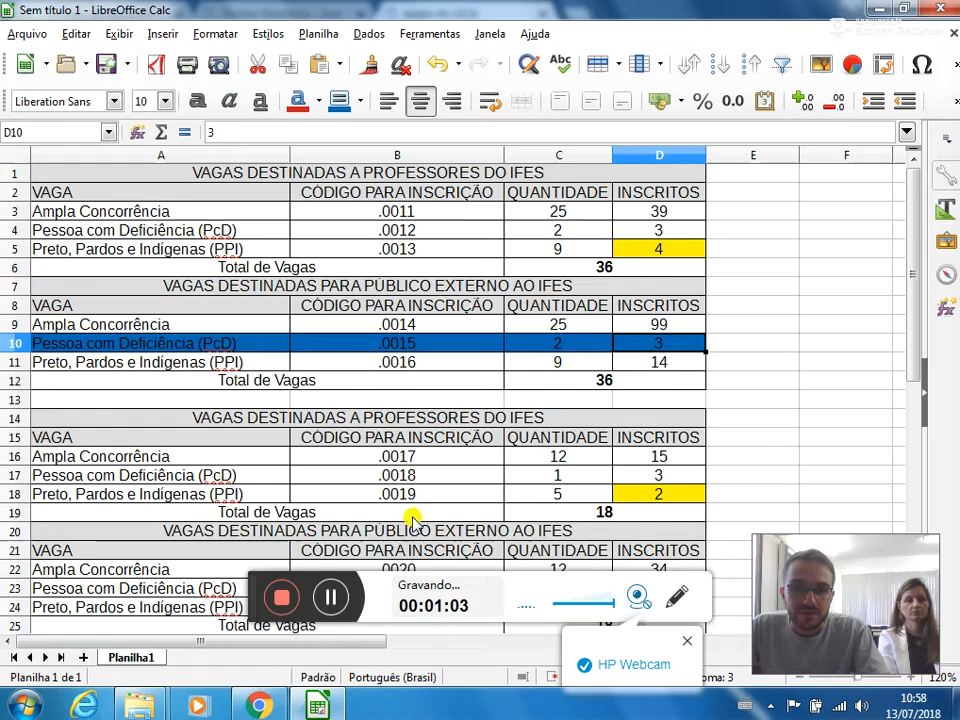 Sem título 1 - LibreOffice Calc
Arquivo Editar Exibir Inserir Formatar Estilos Planilha Dados Ferramentas Janela Ajuda
Liberation Sans 10 % 0.0
D10 3
A B C D E F
1 VAGAS DESTINADAS A PROFESSORES DO IFES
2 VAGA CÓDIGO PARA INSCRIÇÃO QUANTIDADE INSCRITOS
3 Ampla Concorrência .0011 25 39
4 Pessoa com Deficiência (PcD) .0012 2 3
5 Preto, Pardos e Indígenas (PPI) .0013 9 4
6 Total de Vagas 36
7 VAGAS DESTINADAS PARA PÚBLICO EXTERNO AO IFES
8 VAGA CÓDIGO PARA INSCRIÇÃO QUANTIDADE INSCRITOS
9 Ampla Concorrência .0014 25 99
10 Pessoa com Deficiência (PcD) .0015 2 3
11 Preto, Pardos e Indígenas (PPI) .0016 9 14
12 Total de Vagas 36
13
14 VAGAS DESTINADAS A PROFESSORES DO IFES
15 VAGA CÓDIGO PARA INSCRIÇÃO QUANTIDADE INSCRITOS
16 Ampla Concorrência .0017 12 15
17 Pessoa com Deficiência (PcD) .0018 1 3
18 Preto, Pardos e Indígenas (PPI) .0019 5 2
19 Total de Vagas 18
20 VAGAS DESTINADAS PARA PÚBLICO EXTERNO AO IFES
21 VAGA CÓDIGO PARA INSCRIÇÃO QUANTIDADE INSCRITOS
22 Ampla Concorrência .0020 12 34
23 Pessoa com Deficiência (PcD)
24 Preto, Pardos e Indígenas (PPI)
25 Total de Vagas 18
Gravando...
00:01:03
HP Webcam
Planilha1
Planilha 1 de 1 Padrão Português (Brasil) oma: 3 120%
10:58
13/07/2018